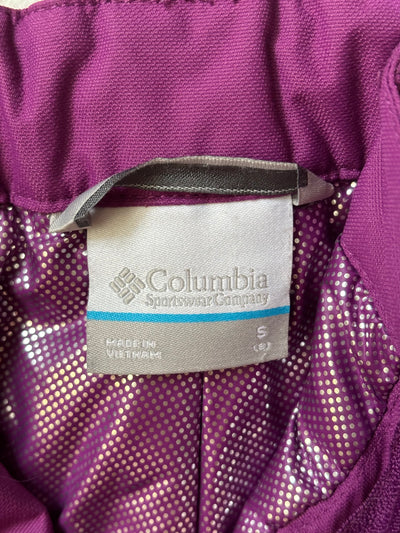 Columbia
Sportswear Company
S
MADE IN
VIETNAM